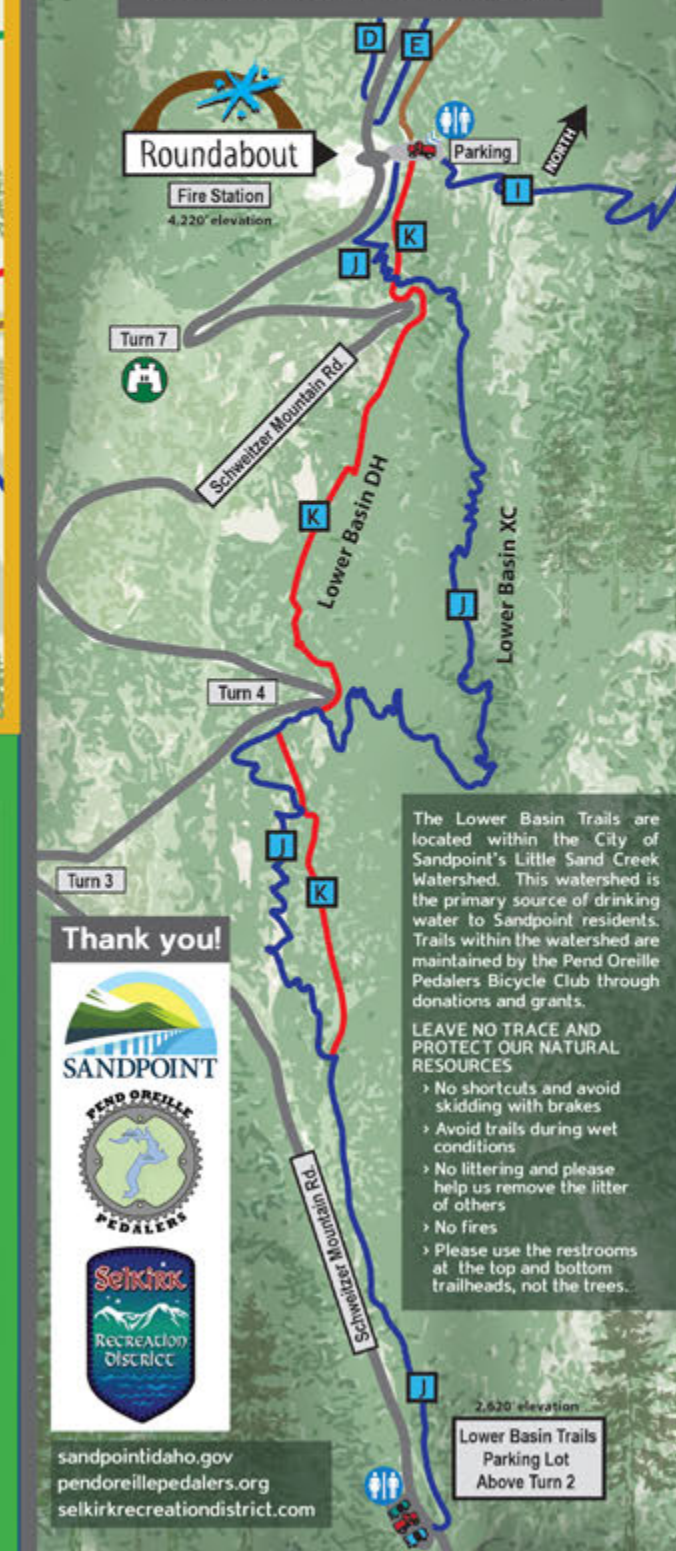 D
E
Roundabout
Fire Station
4,220' elevation
Parking
NORTH
I
K
J
Turn 7
Schweitzer Mountain Rd.
K
Lower Basin DH
J
Lower Basin XC
Turn 4
J
Turn 3
K
The Lower Basin Trails are
located within the City of
Sandpoint's Little Sand Creek
Watershed. This watershed is
the primary source of drinking
water to Sandpoint residents.
Trails within the watershed are
maintained by the Pend Oreille
Pedalers Bicycle Club through
donations and grants.
LEAVE NO TRACE AND
PROTECT OUR NATURAL
RESOURCES
› No shortcuts and avoid
skidding with brakes
› Avoid trails during wet
conditions
› No littering and please
help us remove the litter
of others
› No fires
› Please use the restrooms
at the top and bottom
trailheads, not the trees.
Thank you!
SANDPOINT
PEND OREILLE
PEDALERS
Selkirk
Recreation
District
Schweitzer Mountain Rd.
J
2,620' elevation
Lower Basin Trails
Parking Lot
Above Turn 2
sandpointidaho.gov
pendoreillepedalers.org
selkirkrecreationdistrict.com